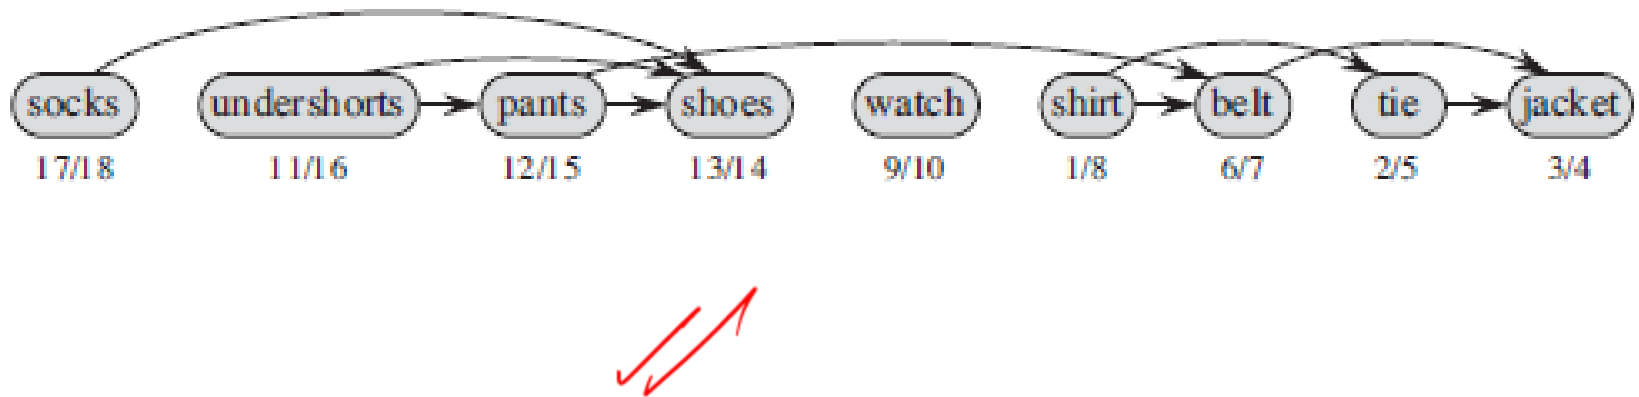 socks undershorts pants shoes watch shirt belt tie jacket
17/18 11/16 12/15 13/14 9/10 1/8 6/7 2/5 3/4